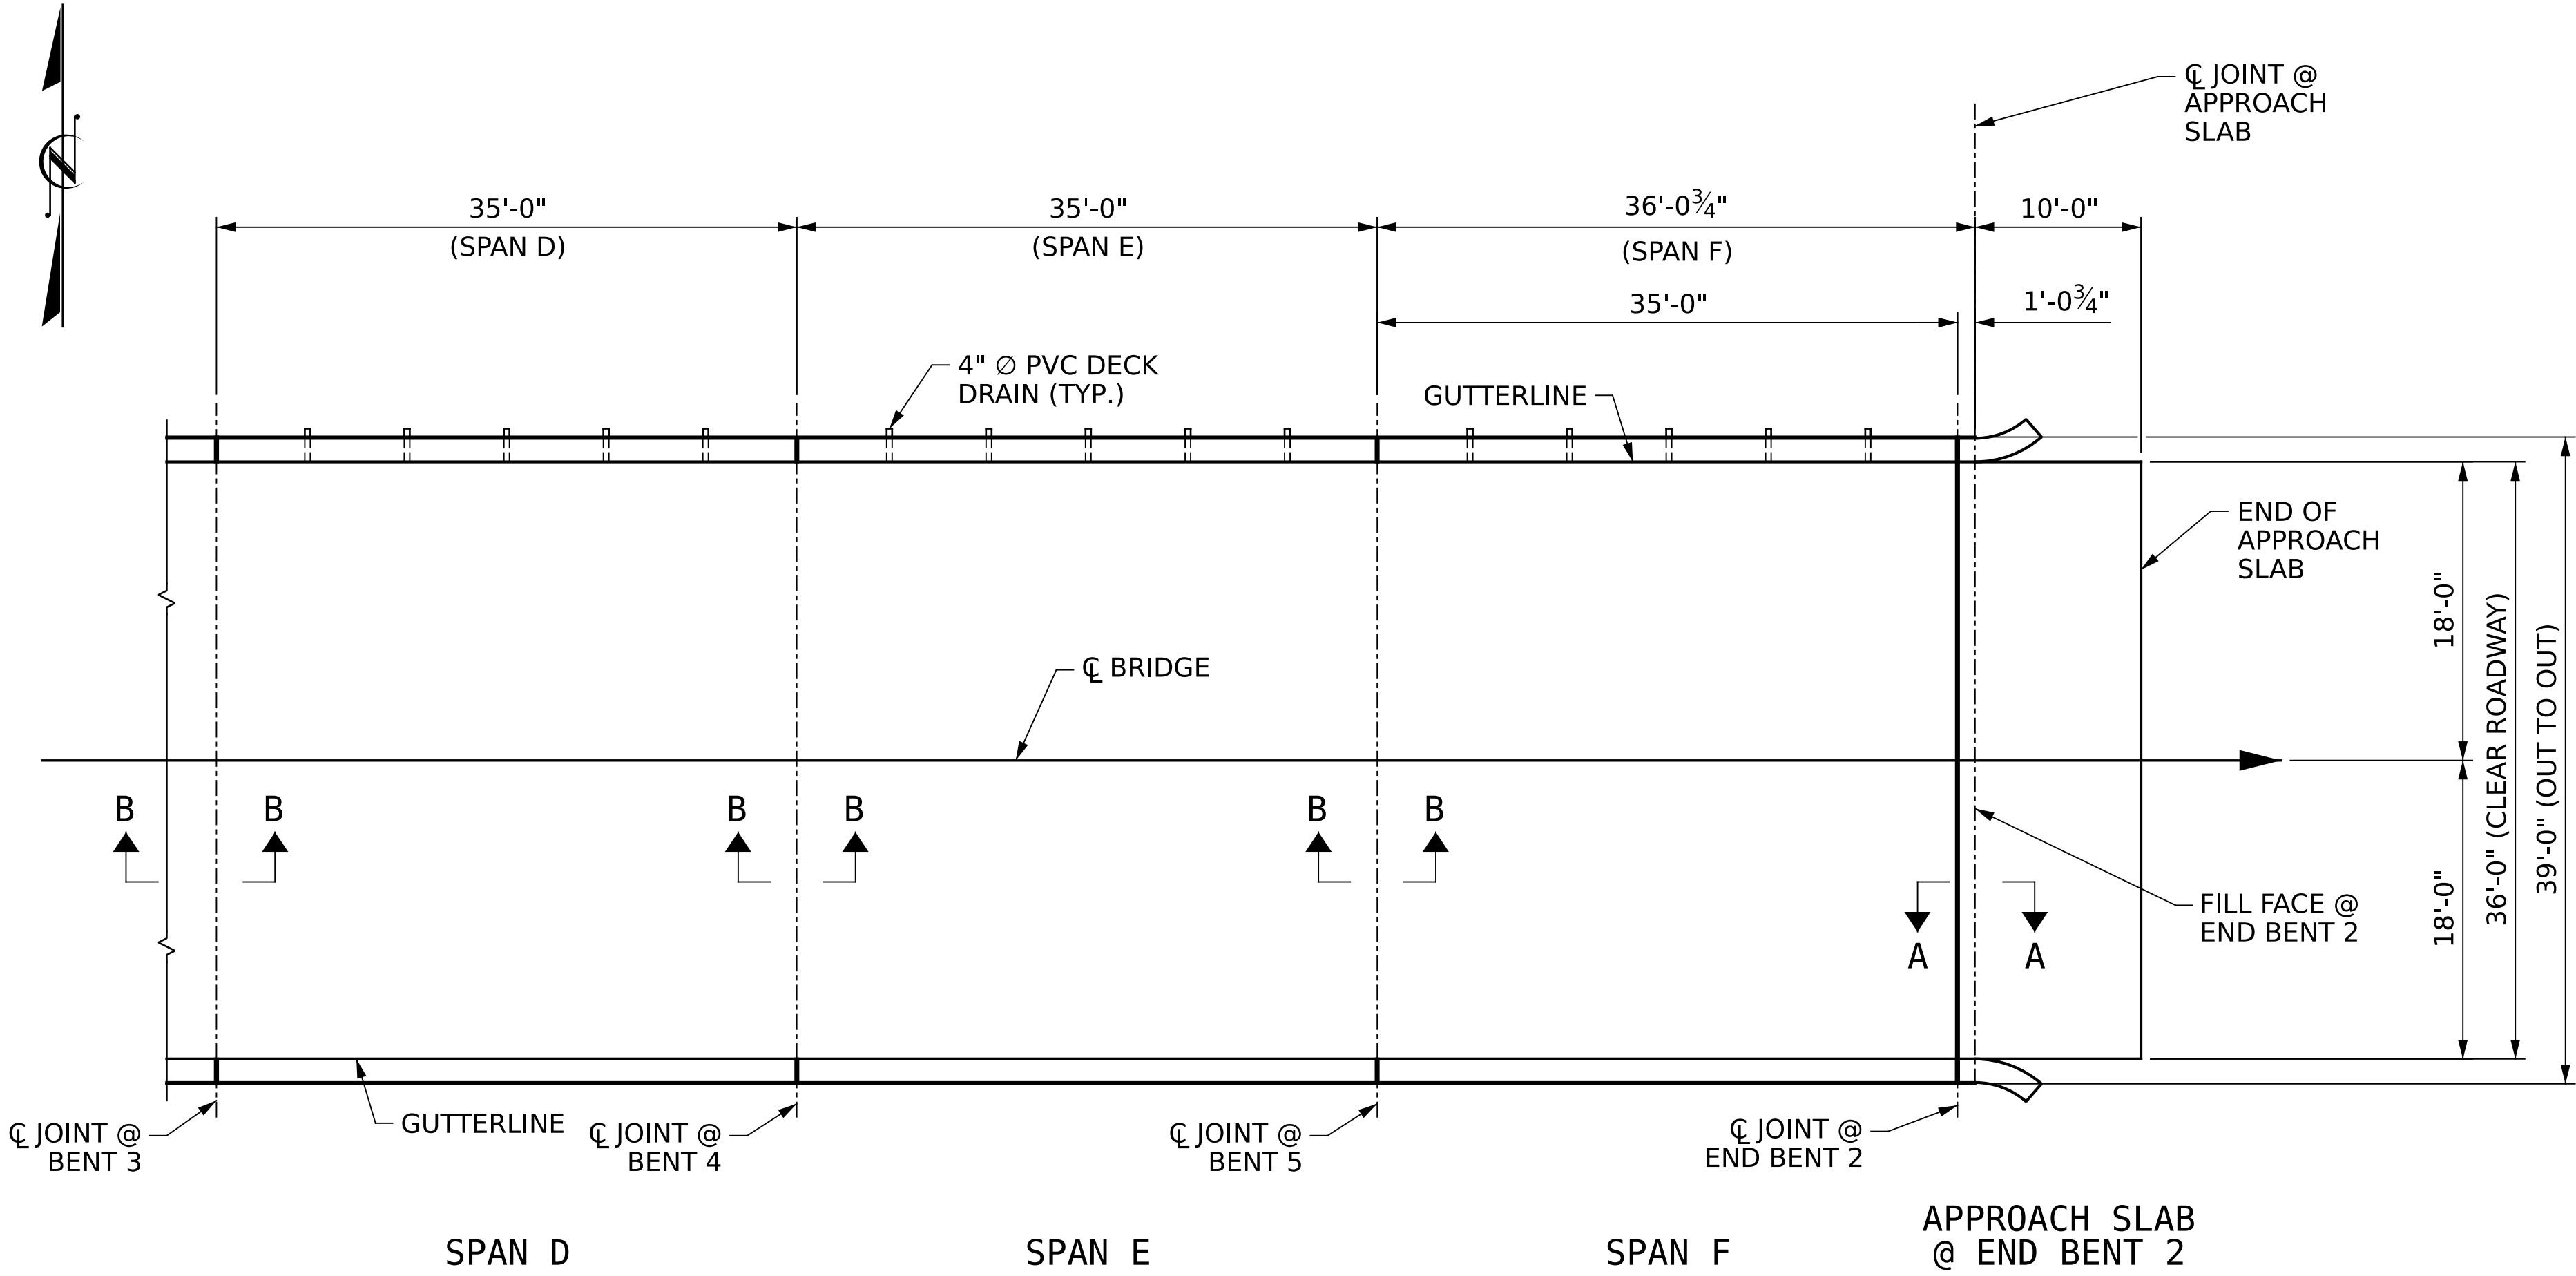 N
℄ JOINT @
APPROACH
SLAB
35'-0"
(SPAN D)
35'-0"
(SPAN E)
36'-0¾"
(SPAN F)
10'-0"
35'-0"
1'-0¾"
4" ∅ PVC DECK
DRAIN (TYP.)
GUTTERLINE
END OF
APPROACH
SLAB
18'-0"
36'-0" (CLEAR ROADWAY)
39'-0" (OUT TO OUT)
℄ BRIDGE
B
B
B
B
B
B
18'-0"
FILL FACE @
END BENT 2
A
A
GUTTERLINE
℄ JOINT @
BENT 3
℄ JOINT @
BENT 4
℄ JOINT @
BENT 5
℄ JOINT @
END BENT 2
SPAN D
SPAN E
SPAN F
APPROACH SLAB
@ END BENT 2